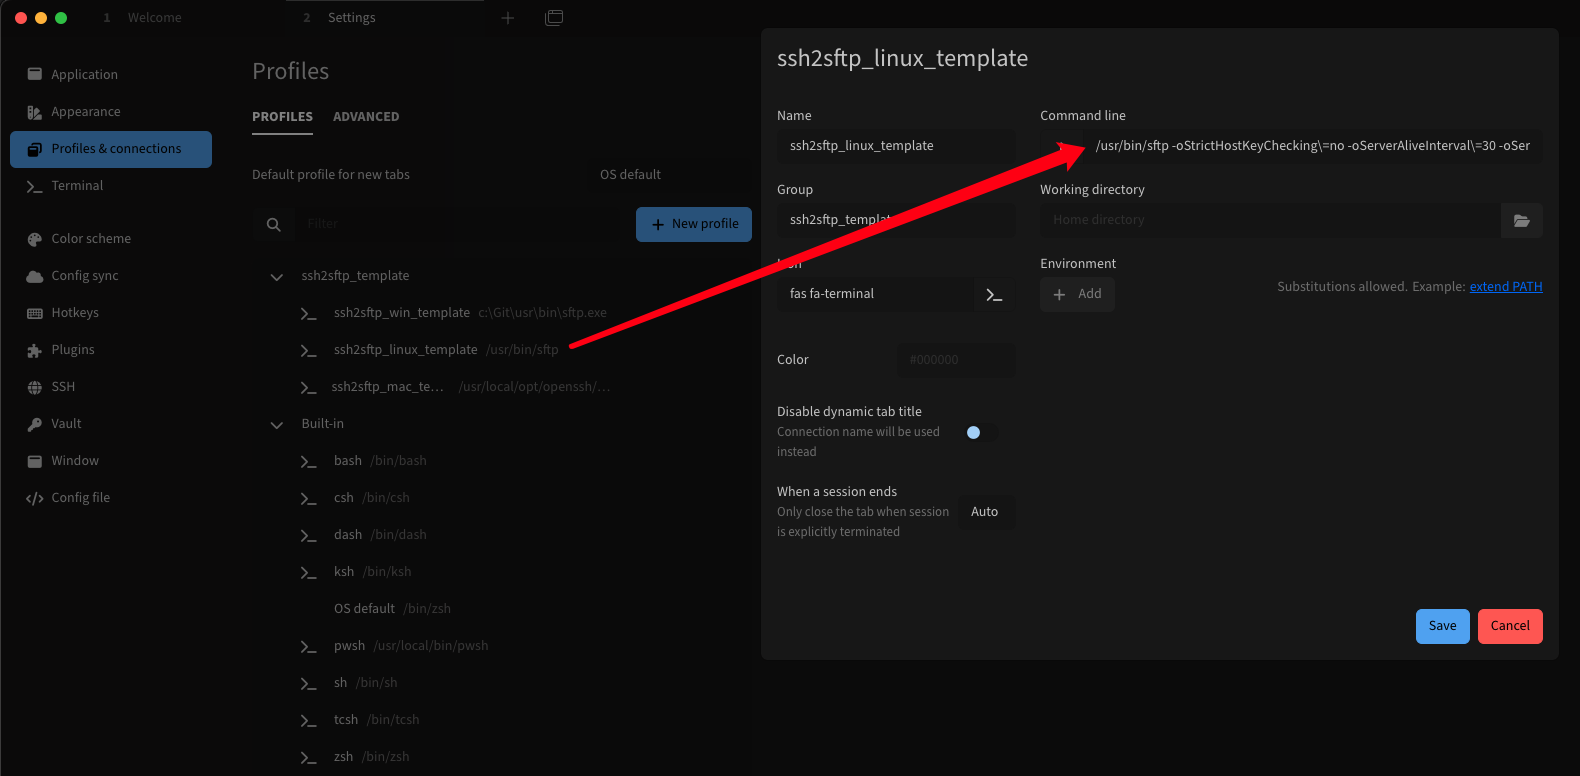 1 Welcome
2 Settings
Application
Appearance
Profiles & connections
Terminal
Color scheme
Config sync
Hotkeys
Plugins
SSH
Vault
Window
Config file
Profiles
PROFILES ADVANCED
Default profile for new tabs OS default
Filter
New profile
ssh2sftp_template
ssh2sftp_win_template c:\Git\usr\bin\sftp.exe
ssh2sftp_linux_template /usr/bin/sftp
ssh2sftp_mac_te... /usr/local/opt/openssh/...
Built-in
bash /bin/bash
csh /bin/csh
dash /bin/dash
ksh /bin/ksh
OS default /bin/zsh
pwsh /usr/local/bin/pwsh
sh /bin/sh
tcsh /bin/tcsh
zsh /bin/zsh
ssh2sftp_linux_template
Name
ssh2sftp_linux_template
Group
fas fa-terminal
Color #000000
Disable dynamic tab title
Connection name will be used
instead
When a session ends
Only close the tab when session
is explicitly terminated
Auto
Command line
/usr/bin/sftp -oStrictHostKeyChecking\=no -oServerAliveInterval\=30 -oSer
Working directory
Home directory
Environment
Add
Substitutions allowed. Example: extend PATH
Save
Cancel